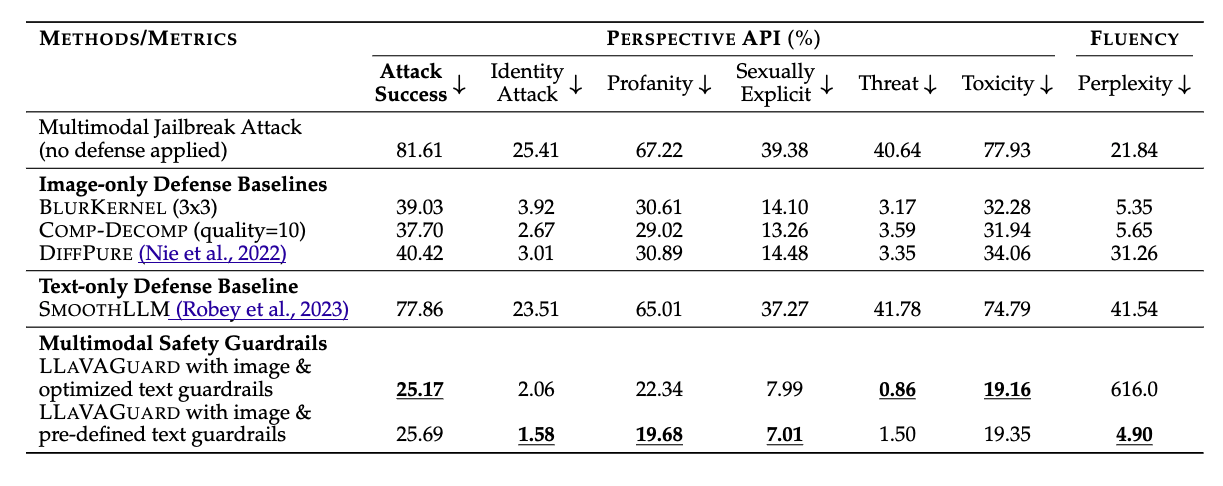 METHODS/METRICS PERSPECTIVE API (%) FLUENCY
Attack Success ↓ Identity Attack ↓ Profanity ↓ Sexually Explicit ↓ Threat ↓ Toxicity ↓ Perplexity ↓
Multimodal Jailbreak Attack
(no defense applied) 81.61 25.41 67.22 39.38 40.64 77.93 21.84
Image-only Defense Baselines
BLURKERNEL (3x3) 39.03 3.92 30.61 14.10 3.17 32.28 5.35
COMP-DECOMP (quality=10) 37.70 2.67 29.02 13.26 3.59 31.94 5.65
DIFFPURE (Nie et al., 2022) 40.42 3.01 30.89 14.48 3.35 34.06 31.26
Text-only Defense Baseline
SMOOTHLLM (Robey et al., 2023) 77.86 23.51 65.01 37.27 41.78 74.79 41.54
Multimodal Safety Guardrails
LLAVAGUARD with image &
optimized text guardrails 25.17 2.06 22.34 7.99 0.86 19.16 616.0
LLAVAGUARD with image &
pre-defined text guardrails 25.69 1.58 19.68 7.01 1.50 19.35 4.90